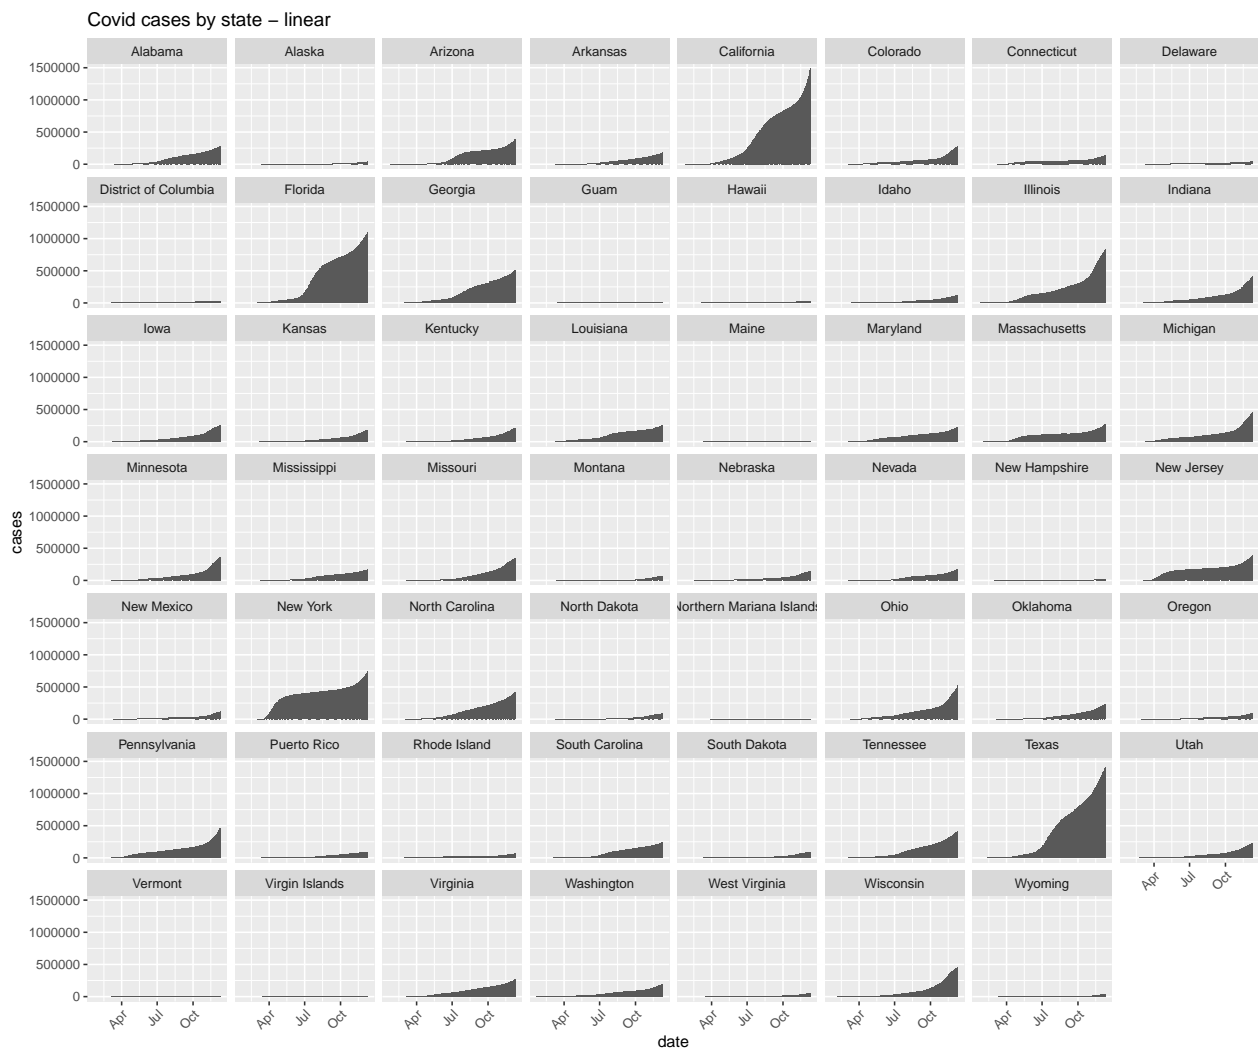 Covid cases by state – linear
Alabama Alaska Arizona Arkansas California Colorado Connecticut Delaware
1500000
1000000
500000
0
District of Columbia Florida Georgia Guam Hawaii Idaho Illinois Indiana
1500000
1000000
500000
0
Iowa Kansas Kentucky Louisiana Maine Maryland Massachusetts Michigan
1500000
1000000
500000
0
Minnesota Mississippi Missouri Montana Nebraska Nevada New Hampshire New Jersey
1500000
1000000
500000
0
cases
New Mexico New York North Carolina North Dakota Northern Mariana Islands Ohio Oklahoma Oregon
1500000
1000000
500000
0
Pennsylvania Puerto Rico Rhode Island South Carolina South Dakota Tennessee Texas Utah
1500000
1000000
500000
0
Apr Jul Oct
Vermont Virgin Islands Virginia Washington West Virginia Wisconsin Wyoming
1500000
1000000
500000
0
Apr Jul Oct Apr Jul Oct Apr Jul Oct Apr Jul Oct Apr Jul Oct Apr Jul Oct Apr Jul Oct
date